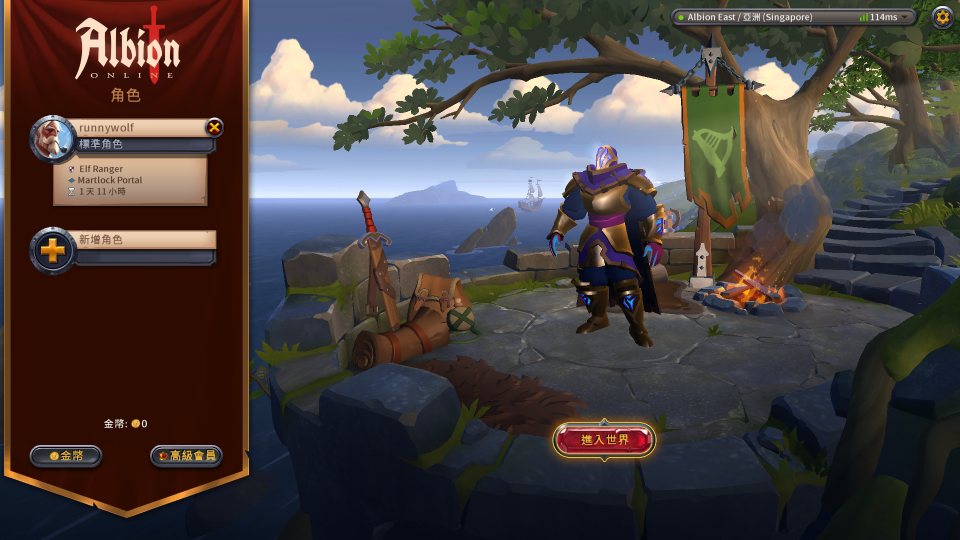 Albion
ONLINE
角色
runnywolf
標準角色
Elf Ranger
Martlock Portal
1 天 11 小時
新增角色
金幣: 0
金幣
高級會員
Albion East / 亞洲 (Singapore)
114ms
進入世界